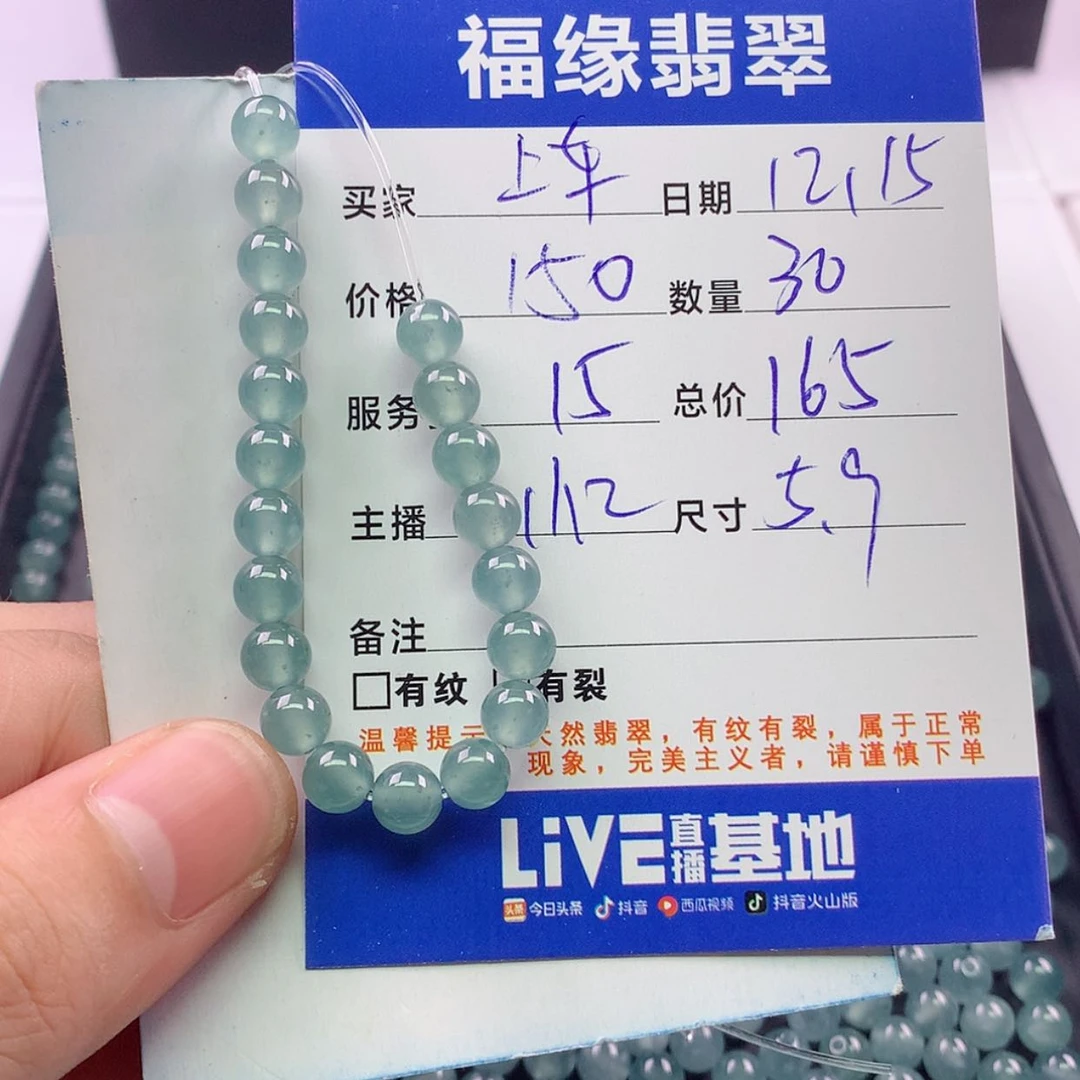 福缘翡翠
买家 上车 日期 12,15
价格 150 数量 30
服务 15 总价 165
主播 1112 尺寸 5.9
备注
□有纹 有裂
温馨提示 天然翡翠，有纹有裂，属于正常
现象，完美主义者，请谨慎下单
LiVE 直播 基地
头条 今日头条 抖音 西瓜视频 抖音火山版